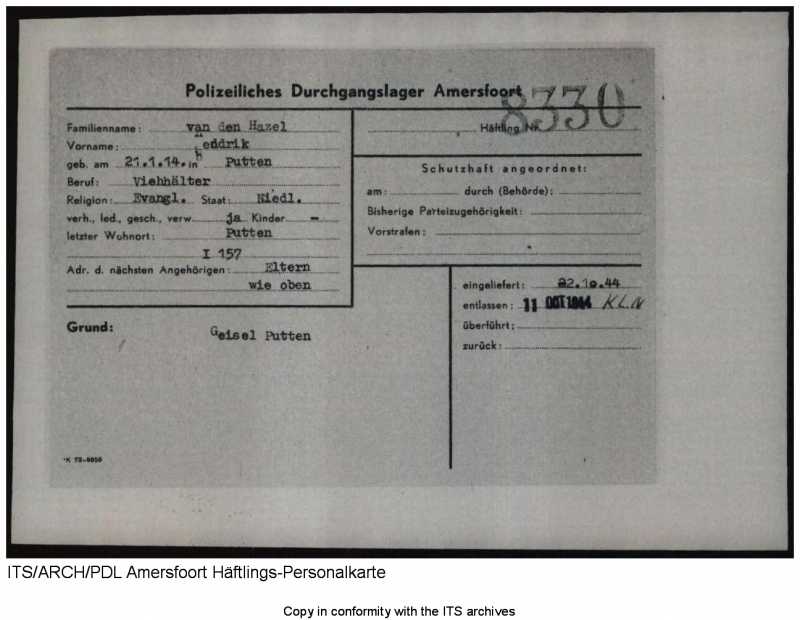 Polizeiliches Durchgangslager Amersfoort
8330
Familienname: van den Hazel
Vorname: Heddrik
geb. am 21.1.14. in Putten
Beruf: Viehhälter
Religion: Evangl. Staat: Niedl.
verh., led., gesch., verw. ja Kinder -
letzter Wohnort: Putten
I 157
Adr. d. nächsten Angehörigen: Eltern
wie oben
Häftling Nr.
Schutzhaft angeordnet:
am: durch (Behörde):
Bisherige Parteizugehörigkeit:
Vorstrafen:
eingeliefert: 22.10.44
entlassen: 11 OCT 1944 KLN
überführt:
zurück:
Grund: Geisel Putten
ITS/ARCH/PDL Amersfoort Häftlings-Personalkarte
Copy in conformity with the ITS archives